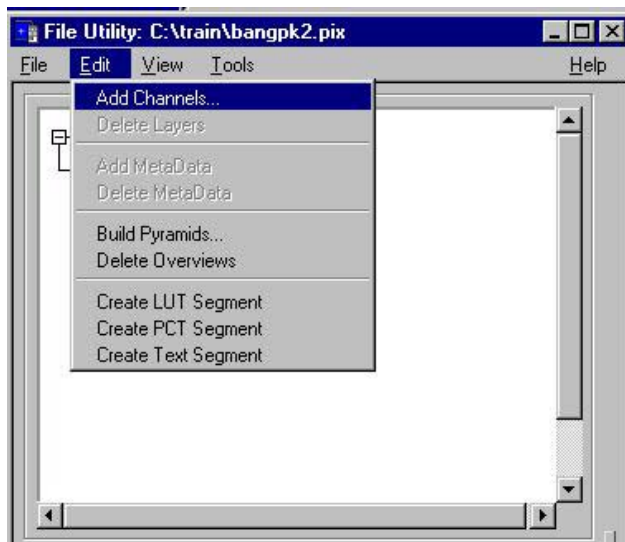 File Utility: C:\train\bangpk2.pix
File Edit View Tools Help
Add Channels...
Delete Layers
Add MetaData
Delete MetaData
Build Pyramids...
Delete Overviews
Create LUT Segment
Create PCT Segment
Create Text Segment